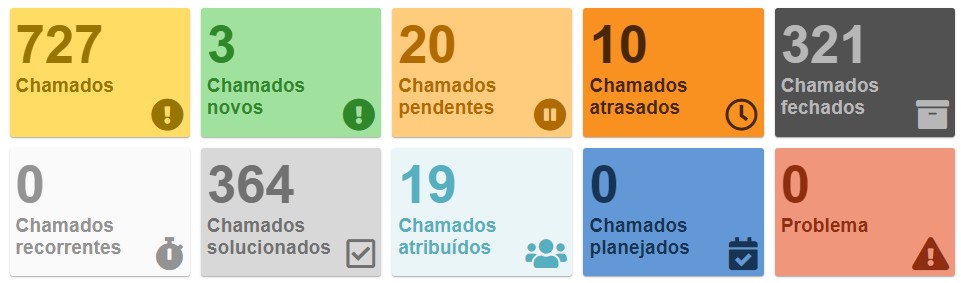 727
Chamados
3
Chamados
novos
20
Chamados
pendentes
10
Chamados
atrasados
321
Chamados
fechados
0
Chamados
recorrentes
364
Chamados
solucionados
19
Chamados
atribuídos
0
Chamados
planejados
0
Problema